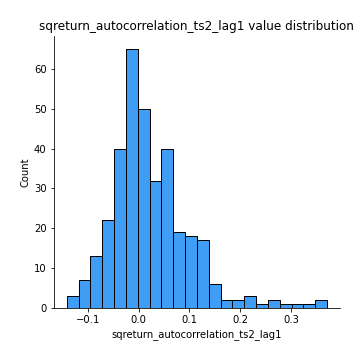 sqreturn_autocorrelation_ts2_lag1 value distribution
60
50
40
30
20
10
0
Count
−0.1 0.0 0.1 0.2 0.3
sqreturn_autocorrelation_ts2_lag1